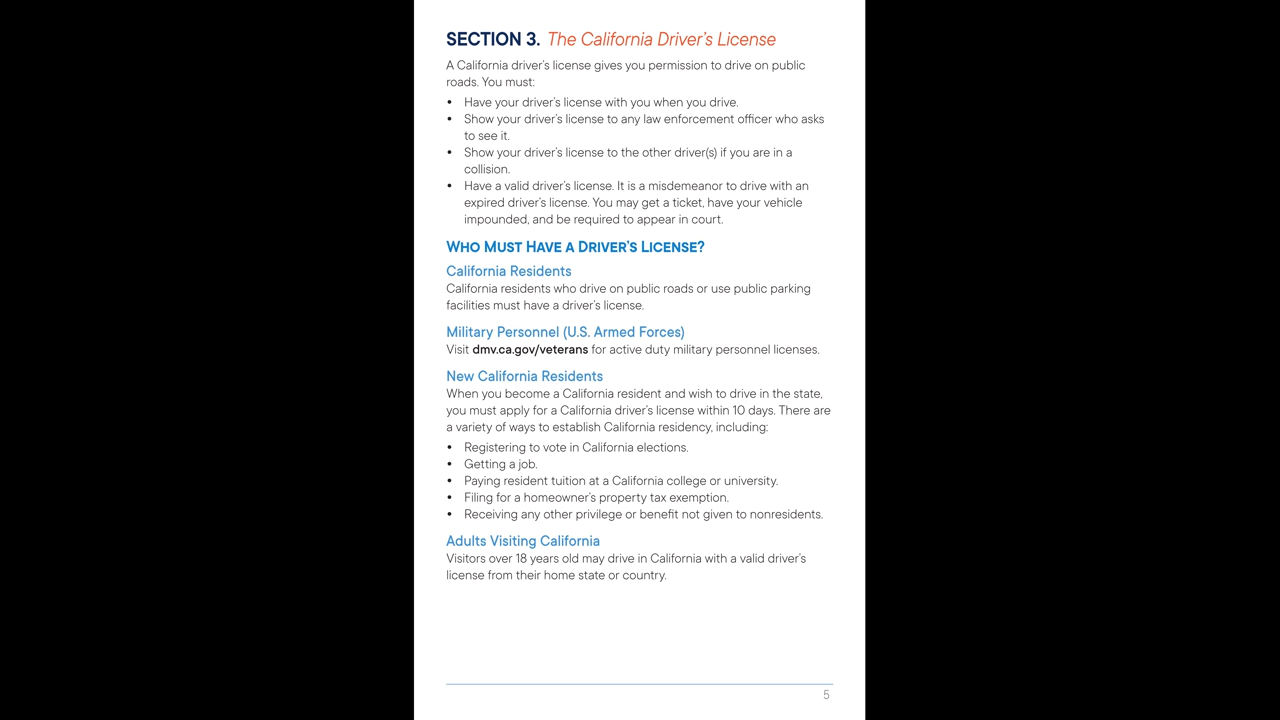 SECTION 3. The California Driver's License
A California driver's license gives you permission to drive on public
roads. You must:
• Have your driver's license with you when you drive.
• Show your driver's license to any law enforcement officer who asks
to see it.
• Show your driver's license to the other driver(s) if you are in a
collision.
• Have a valid driver's license. It is a misdemeanor to drive with an
expired driver's license. You may get a ticket, have your vehicle
impounded, and be required to appear in court.
WHO MUST HAVE A DRIVER'S LICENSE?
California Residents
California residents who drive on public roads or use public parking
facilities must have a driver's license.
Military Personnel (U.S. Armed Forces)
Visit dmv.ca.gov/veterans for active duty military personnel licenses.
New California Residents
When you become a California resident and wish to drive in the state,
you must apply for a California driver's license within 10 days. There are
a variety of ways to establish California residency, including:
• Registering to vote in California elections.
• Getting a job.
• Paying resident tuition at a California college or university.
• Filing for a homeowner's property tax exemption.
• Receiving any other privilege or benefit not given to nonresidents.
Adults Visiting California
Visitors over 18 years old may drive in California with a valid driver's
license from their home state or country.
5